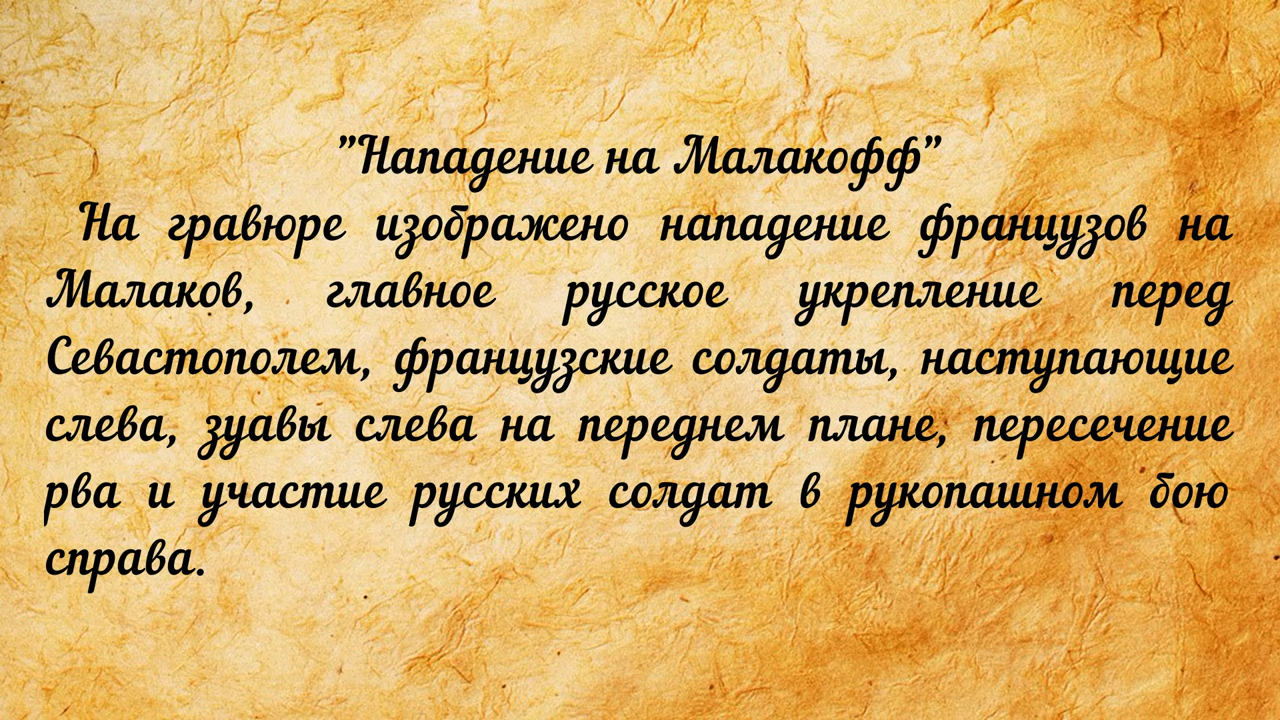 ”Нападение на Малакофф”
На гравюре изображено нападение французов на
Малаков, главное русское укрепление перед
Севастополем, французские солдаты, наступающие
слева, зуавы слева на переднем плане, пересечение
рва и участие русских солдат в рукопашном бою
справа.